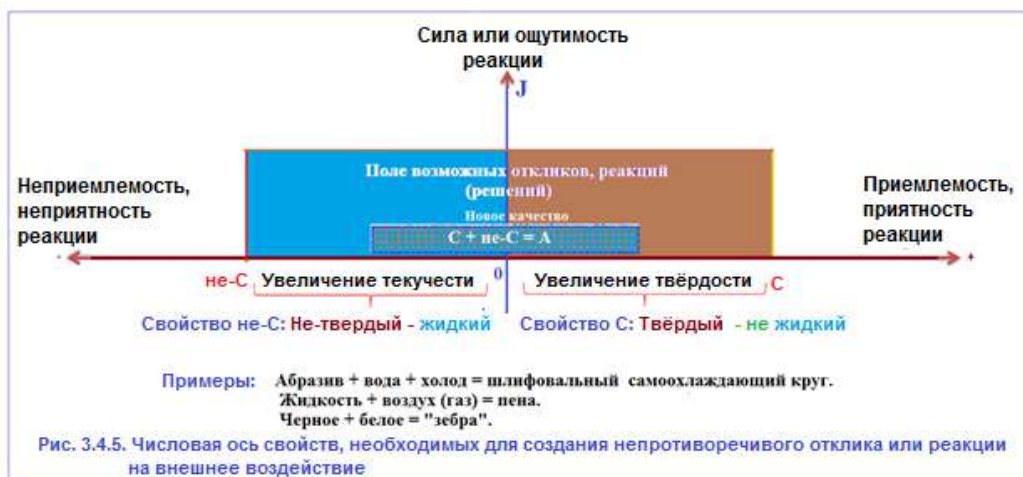 Сила или ощутимость
реакции
J
Поле возможных откликов, реакций
(решений)
Новое качество
С + не-С = А
Неприемлемость,
неприятность
реакции
Приемлемость,
приятность
реакции
- 0 +
не-С Увеличение текучести Увеличение твёрдости С
Свойство не-С: Не-твердый - жидкий Свойство С: Твёрдый - не жидкий
Примеры: Абразив + вода + холод = шлифовальный самоохлаждающий круг.
Жидкость + воздух (газ) = пена.
Черное + белое = "зебра".
Рис. 3.4.5. Числовая ось свойств, необходимых для создания непротиворечивого отклика или реакции
на внешнее воздействие